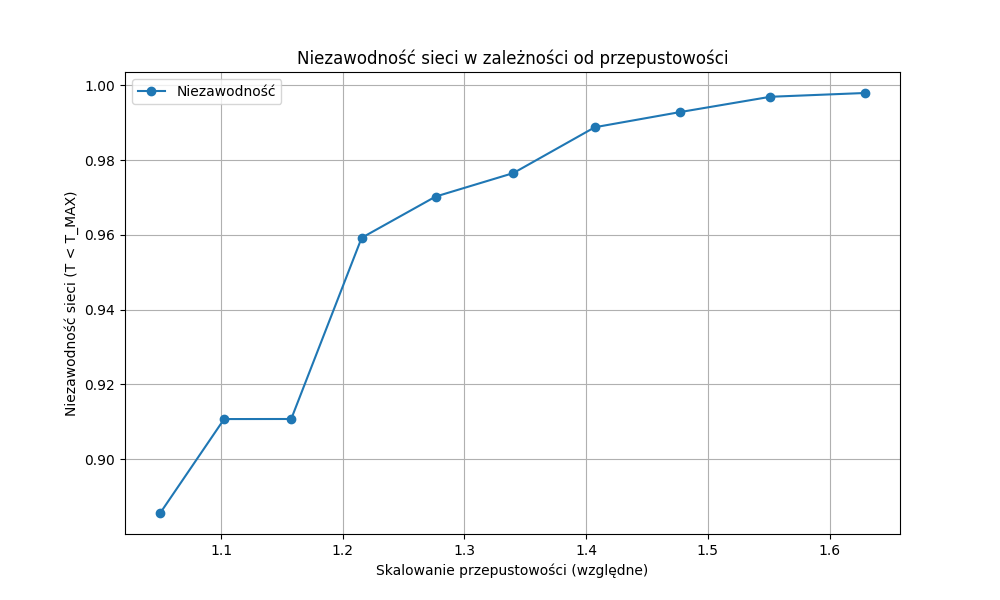 Niezawodność sieci w zależności od przepustowości
Niezawodność
1.00
0.98
0.96
0.94
0.92
0.90
Niezawodność sieci (T < T_MAX)
1.1 1.2 1.3 1.4 1.5 1.6
Skalowanie przepustowości (względne)